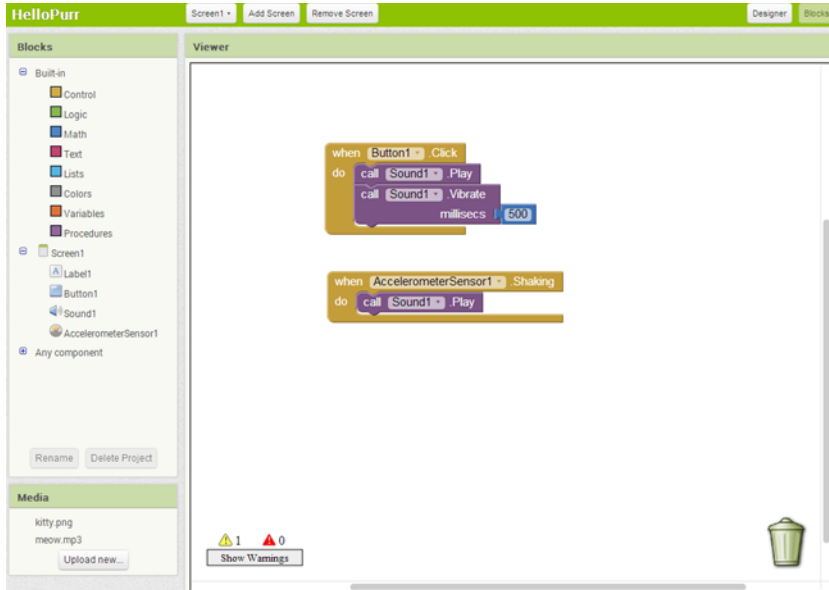 HelloPurr
Screen1
Add Screen
Remove Screen
Designer
Blocks
Blocks
Viewer
Built-in
Control
Logic
Math
Text
Lists
Colors
Variables
Procedures
Screen1
A Label1
Button1
Sound1
AccelerometerSensor1
Any component
Rename
Delete Project
Media
kitty.png
meow.mp3
Upload new...
when Button1 .Click
do call Sound1 .Play
call Sound1 .Vibrate
millisecs 500
when AccelerometerSensor1 .Shaking
do call Sound1 .Play
1 0
Show Warnings